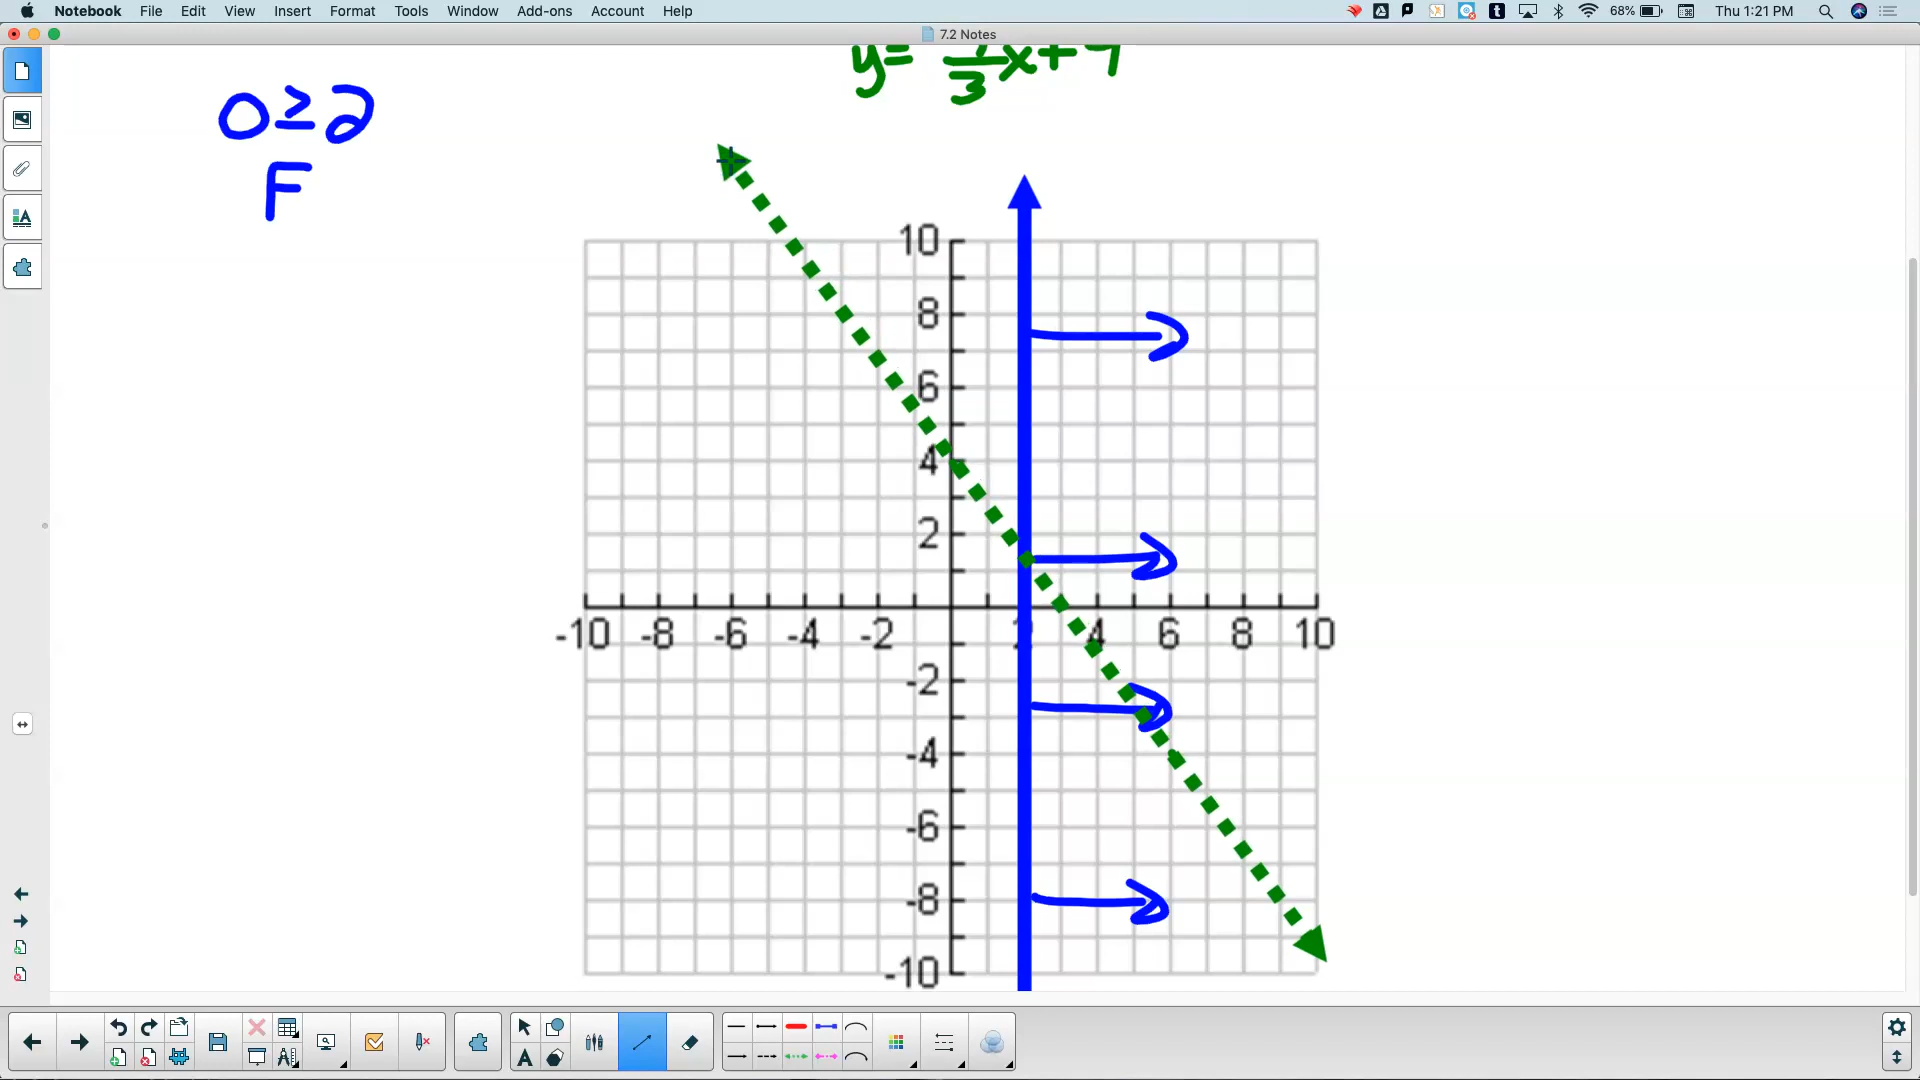 Notebook File Edit View Insert Format Tools Window Add-ons Account Help 68% Thu 1:21 PM
7.2 Notes
0≥2
F
10
8
6
4
2
-10 -8 -6 -4 -2 4 6 8 10
-2
-4
-6
-8
-10